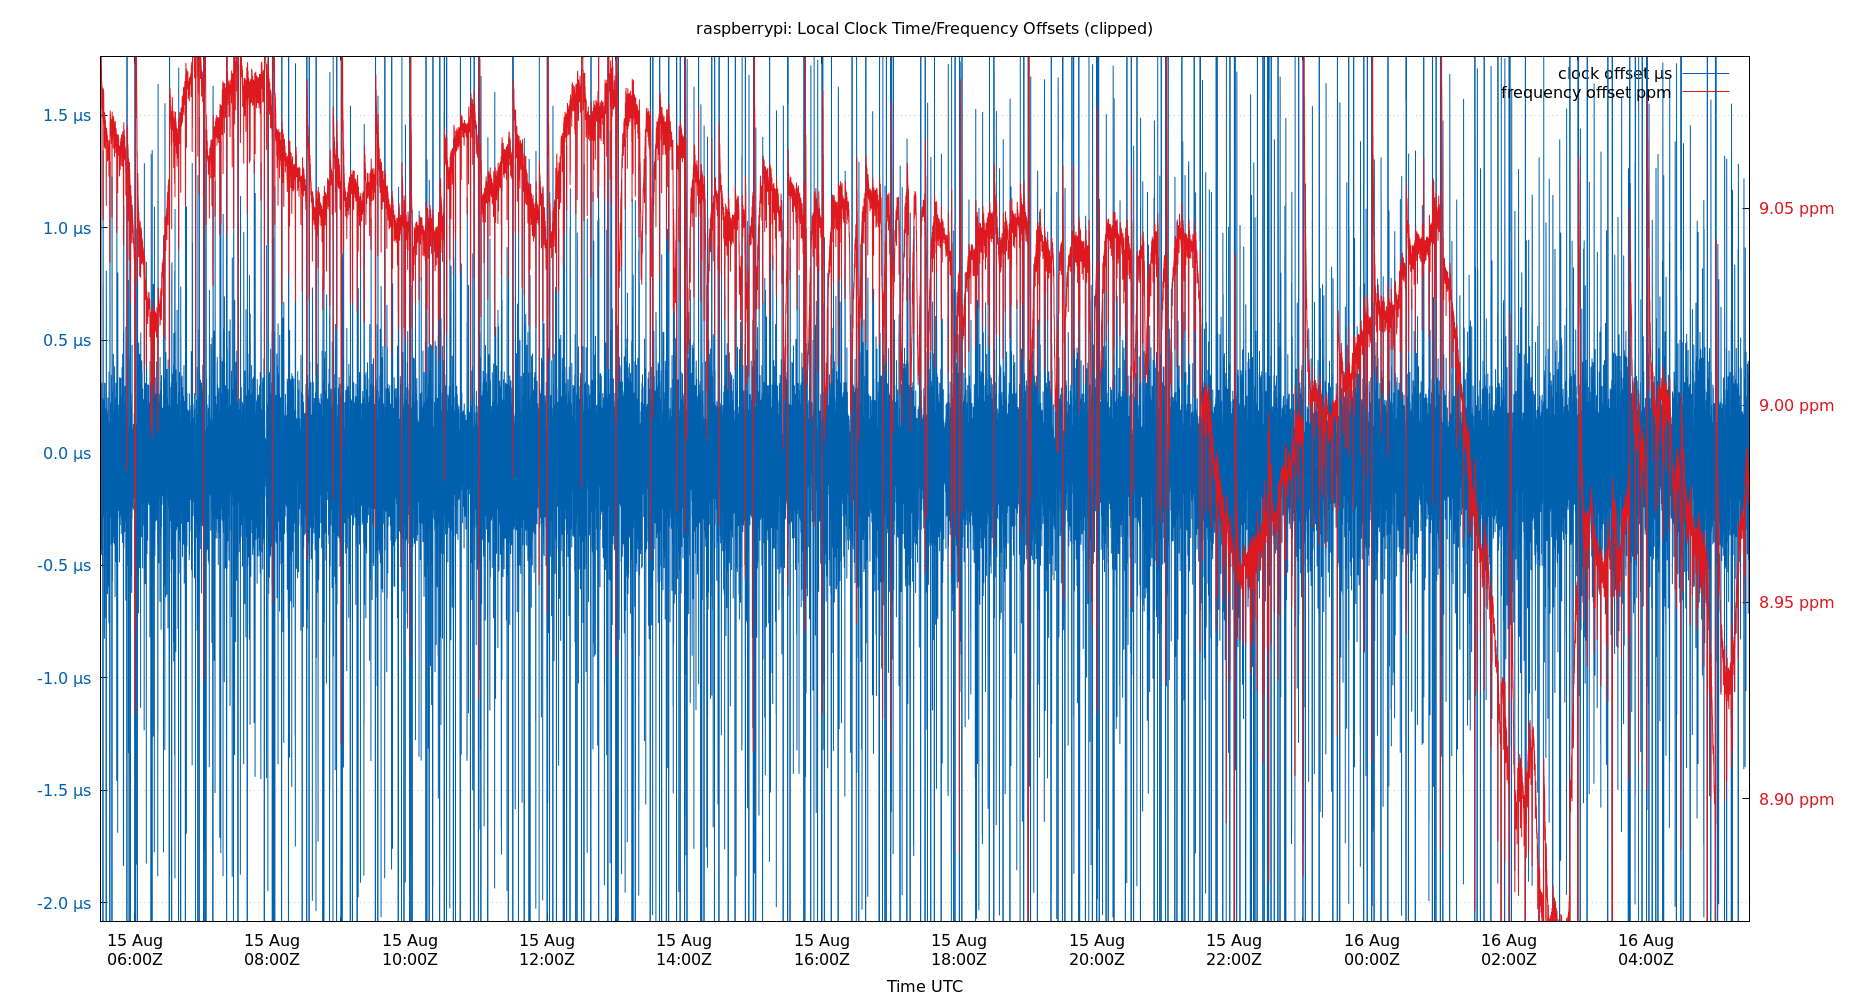 raspberrypi: Local Clock Time/Frequency Offsets (clipped)
clock offset µs
frequency offset ppm
1.5 µs
1.0 µs
0.5 µs
0.0 µs
-0.5 µs
-1.0 µs
-1.5 µs
-2.0 µs
9.05 ppm
9.00 ppm
8.95 ppm
8.90 ppm
15 Aug 15 Aug 15 Aug 15 Aug 15 Aug 15 Aug 15 Aug 15 Aug 15 Aug 16 Aug 16 Aug 16 Aug
06:00Z 08:00Z 10:00Z 12:00Z 14:00Z 16:00Z 18:00Z 20:00Z 22:00Z 00:00Z 02:00Z 04:00Z
Time UTC